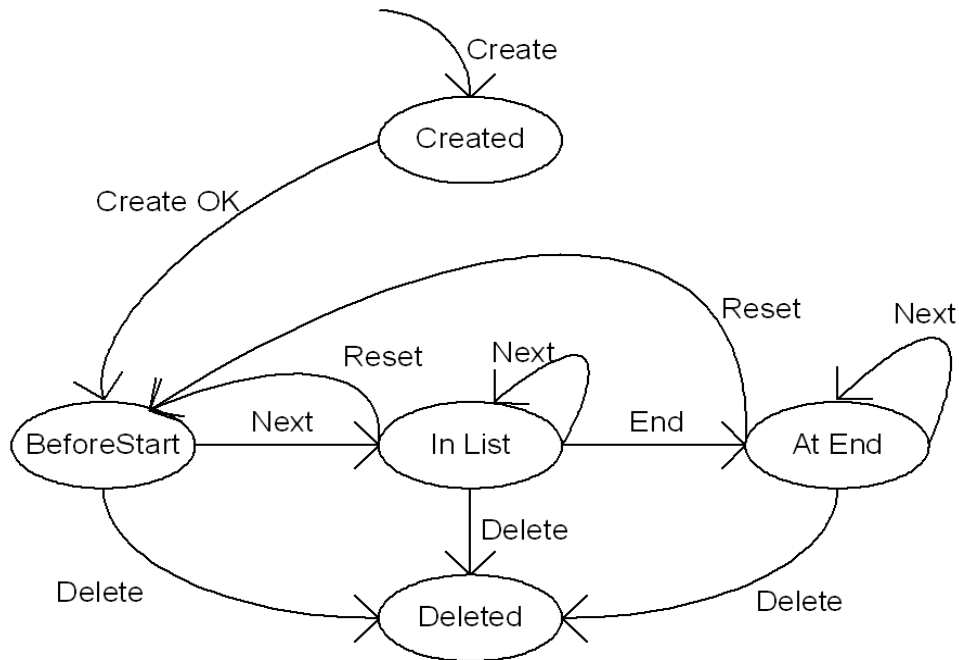 Create
Created
Create OK
Reset
Next
Reset
Next
BeforeStart
Next
In List
End
At End
Delete
Delete
Delete
Deleted